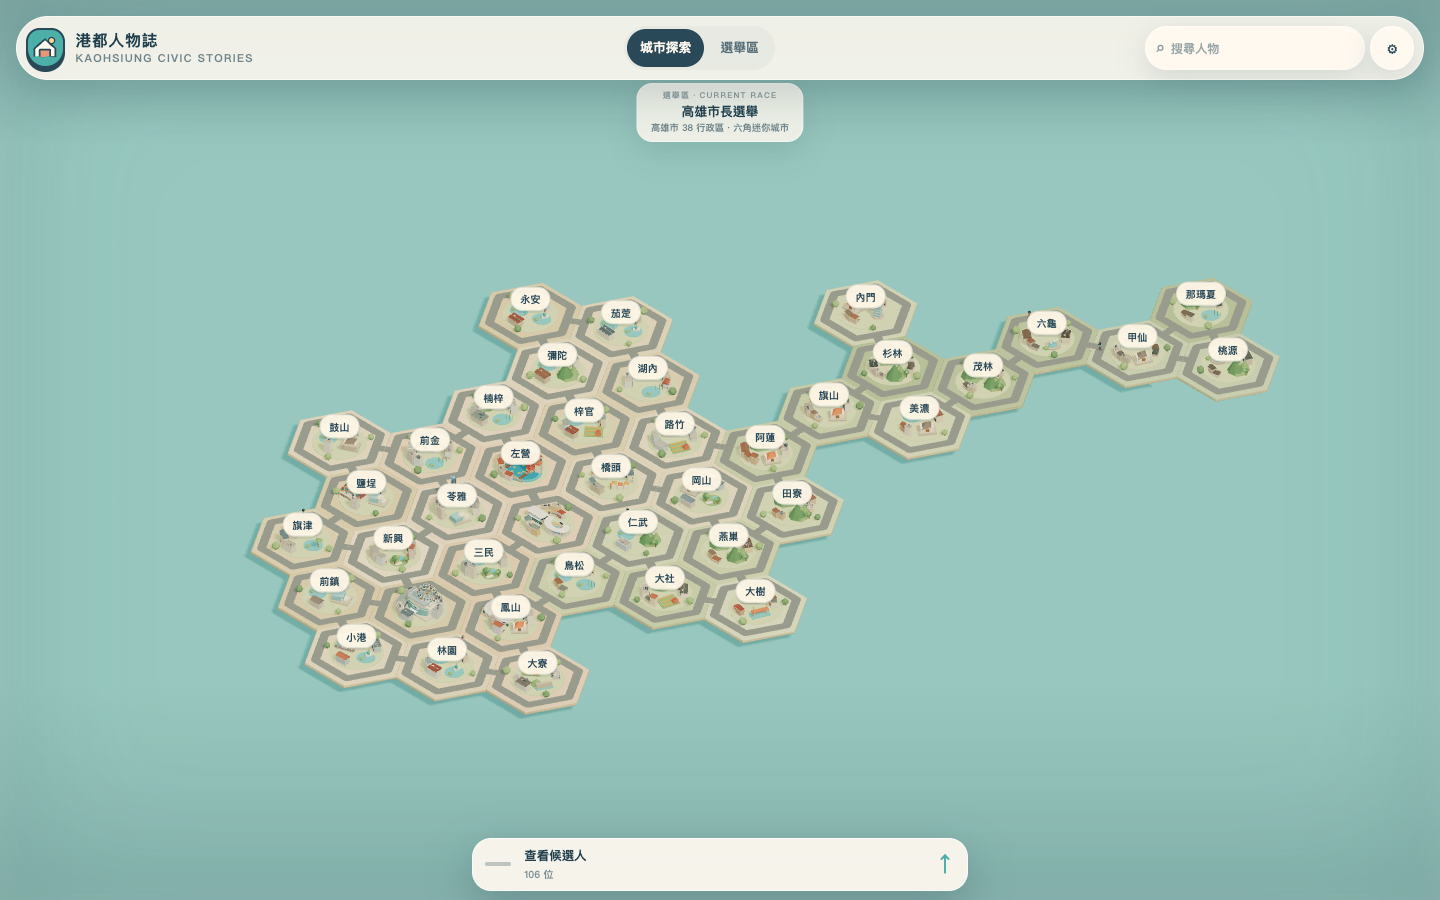 港都人物誌
KAOHSIUNG CIVIC STORIES
城市探索
選舉區
搜尋人物
選舉區 · CURRENT RACE
高雄市長選舉
高雄市 38 行政區 · 六角迷你城市
永安
茄萣
內門
那瑪夏
六龜
甲仙
桃源
彌陀
湖內
杉林
茂林
楠梓
梓官
旗山
美濃
鼓山
前金
路竹
阿蓮
左營
橋頭
岡山
鹽埕
苓雅
田寮
旗津
新興
仁武
燕巢
三民
鳥松
大社
前鎮
大樹
鳳山
小港
林園
大寮
查看候選人
106 位